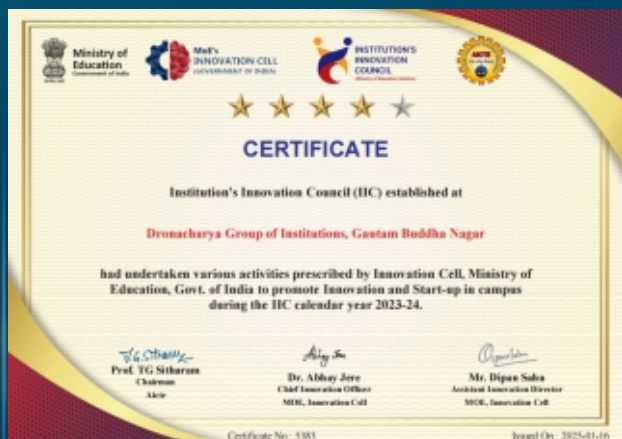 Ministry of
Education
Government of India
MoE's
INNOVATION CELL
(GOVERNMENT OF INDIA)
INSTITUTION'S
INNOVATION
COUNCIL
(Ministry of Education Initiative)
CERTIFICATE
Institution's Innovation Council (IIC) established at
Dronacharya Group of Institutions, Gautam Buddha Nagar
had undertaken various activities prescribed by Innovation Cell, Ministry of
Education, Govt. of India to promote Innovation and Start-up in campus
during the IIC calendar year 2023-24.
Prof. TG Sitharam
Chairman
Aicte
Dr. Abhay Jere
Chief Innovation Officer
MOE, Innovation Cell
Mr. Dipan Sahu
Assistant Innovation Director
MOE, Innovation Cell
Certificate No : 5383
Issued On : 2025-01-16